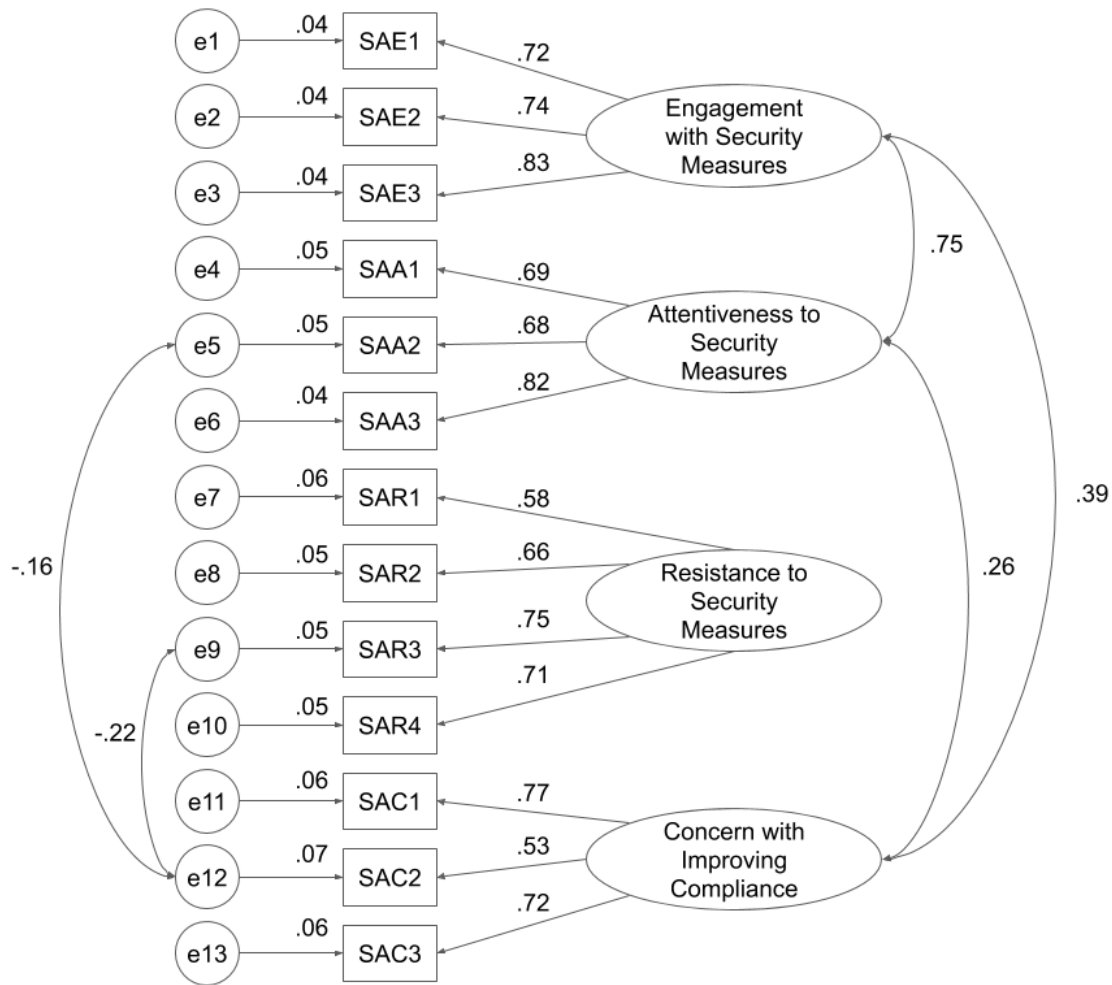 e1
.04
SAE1
.72
e2
.04
SAE2
.74
Engagement
with Security
Measures
e3
.04
SAE3
.83
.75
e4
.05
SAA1
.69
e5
.05
SAA2
.68
Attentiveness to
Security
Measures
e6
.04
SAA3
.82
e7
.06
SAR1
.58
.39
-.16
e8
.05
SAR2
.66
Resistance to
Security
Measures
.26
e9
.05
SAR3
.75
e10
.05
SAR4
.71
-.22
e11
.06
SAC1
.77
e12
.07
SAC2
.53
Concern with
Improving
Compliance
e13
.06
SAC3
.72